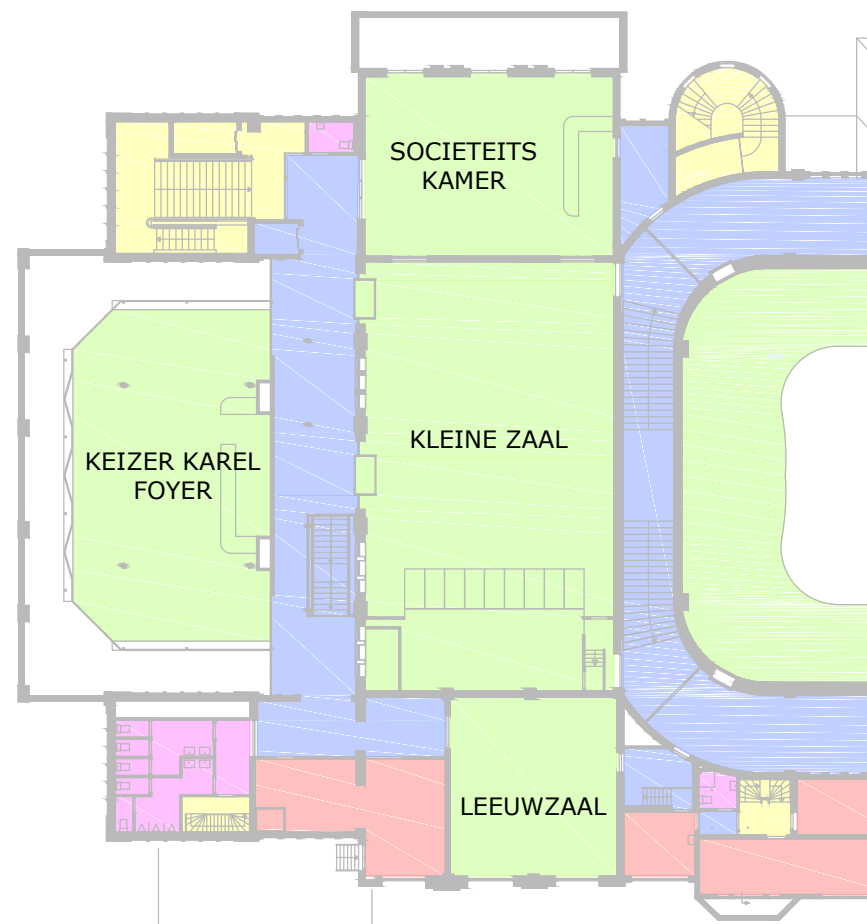 SOCIETEITS
KAMER
KLEINE ZAAL
KEIZER KAREL
FOYER
LEEUWZAAL